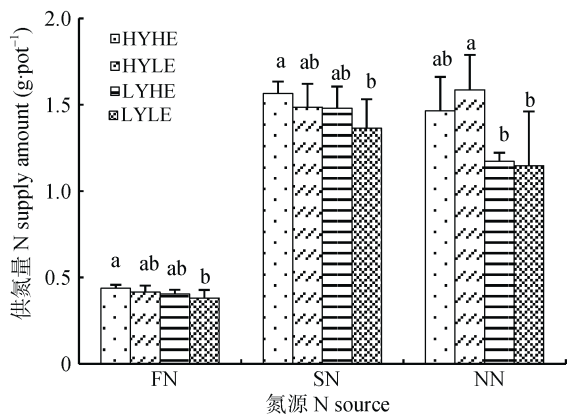 供氮量 N supply amount (g·pot⁻¹)
2.0
1.5
1.0
0.5
0
HYHE
HYLE
LYHE
LYLE
a
ab
ab
b
a
ab
ab
b
ab
a
b
b
FN
SN
NN
氮源 N source